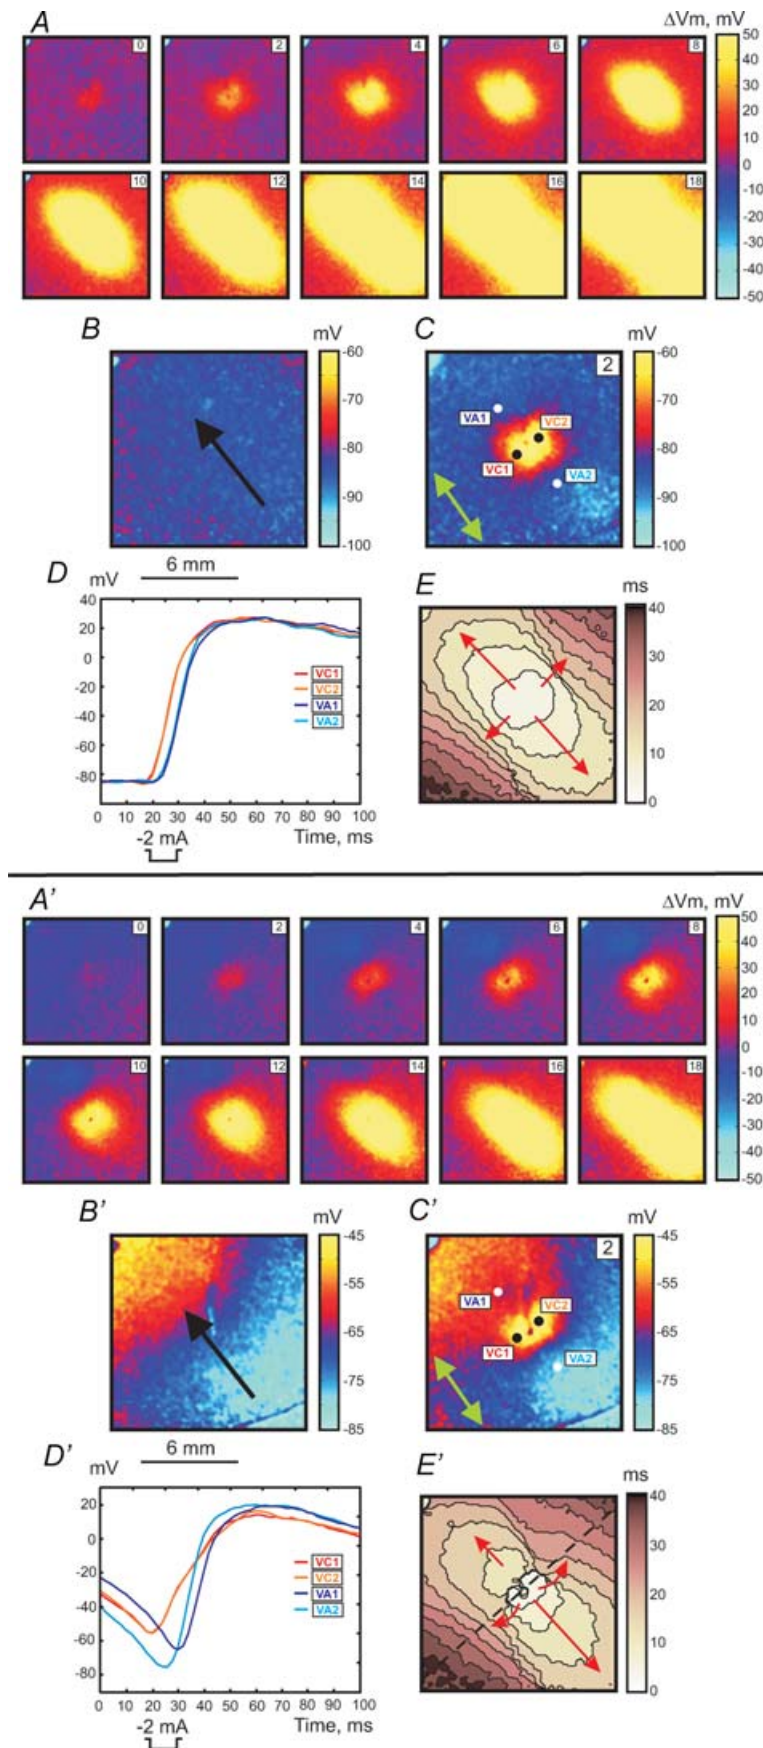 A
ΔVm, mV
0
2
4
6
8
10
12
14
16
18
50
40
30
20
10
0
-10
-20
-30
-40
-50
B
mV
-60
-70
-80
-90
-100
6 mm
C
2
VA1
VC2
VC1
VA2
mV
-60
-70
-80
-90
-100
D
mV
40
20
0
-20
-40
-60
-80
VC1
VC2
VA1
VA2
0 10 20 30 40 50 60 70 80 90 100
-2 mA
Time, ms
E
ms
40
30
20
10
0
A'
ΔVm, mV
0
2
4
6
8
10
12
14
16
18
50
40
30
20
10
0
-10
-20
-30
-40
-50
B'
mV
-45
-55
-65
-75
-85
6 mm
C'
2
VA1
VC2
VC1
VA2
mV
-45
-55
-65
-75
-85
D'
mV
20
0
-20
-40
-60
-80
VC1
VC2
VA1
VA2
0 10 20 30 40 50 60 70 80 90 100
-2 mA
Time, ms
E'
ms
40
30
20
10
0